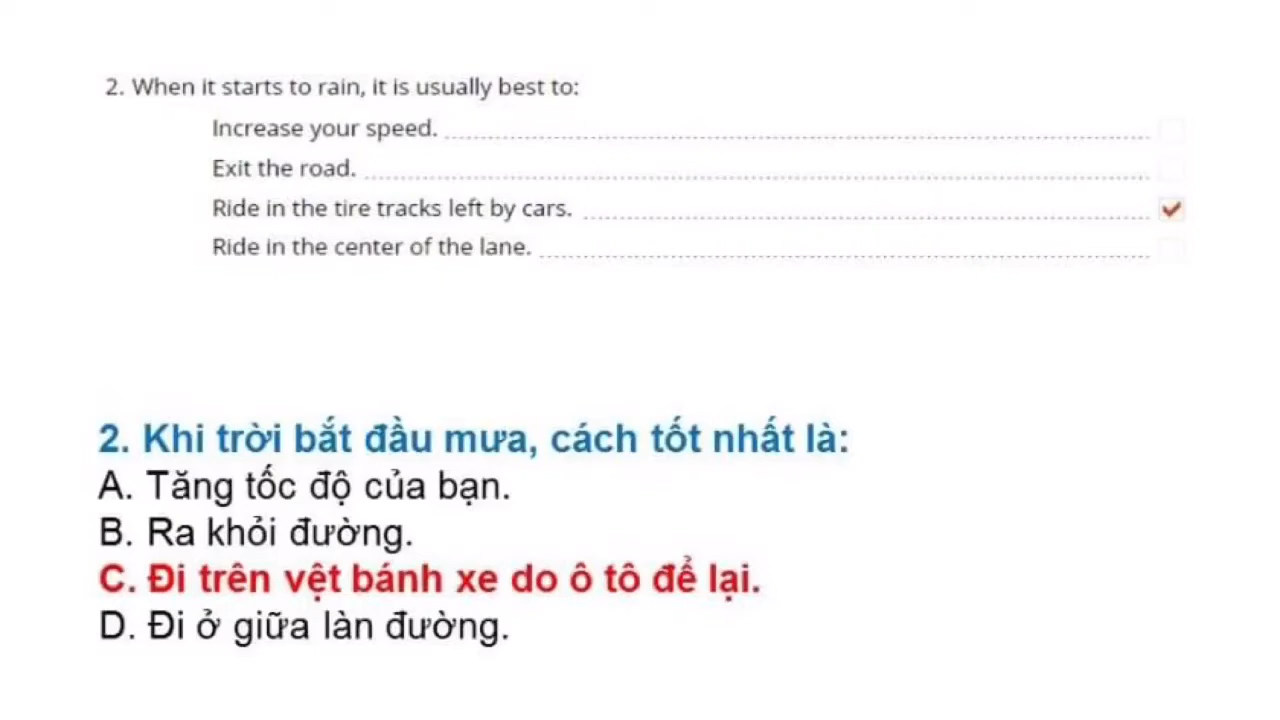 2. When it starts to rain, it is usually best to:
Increase your speed.
Exit the road.
Ride in the tire tracks left by cars.
Ride in the center of the lane.
2. Khi trời bắt đầu mưa, cách tốt nhất là:
A. Tăng tốc độ của bạn.
B. Ra khỏi đường.
C. Đi trên vệt bánh xe do ô tô để lại.
D. Đi ở giữa làn đường.